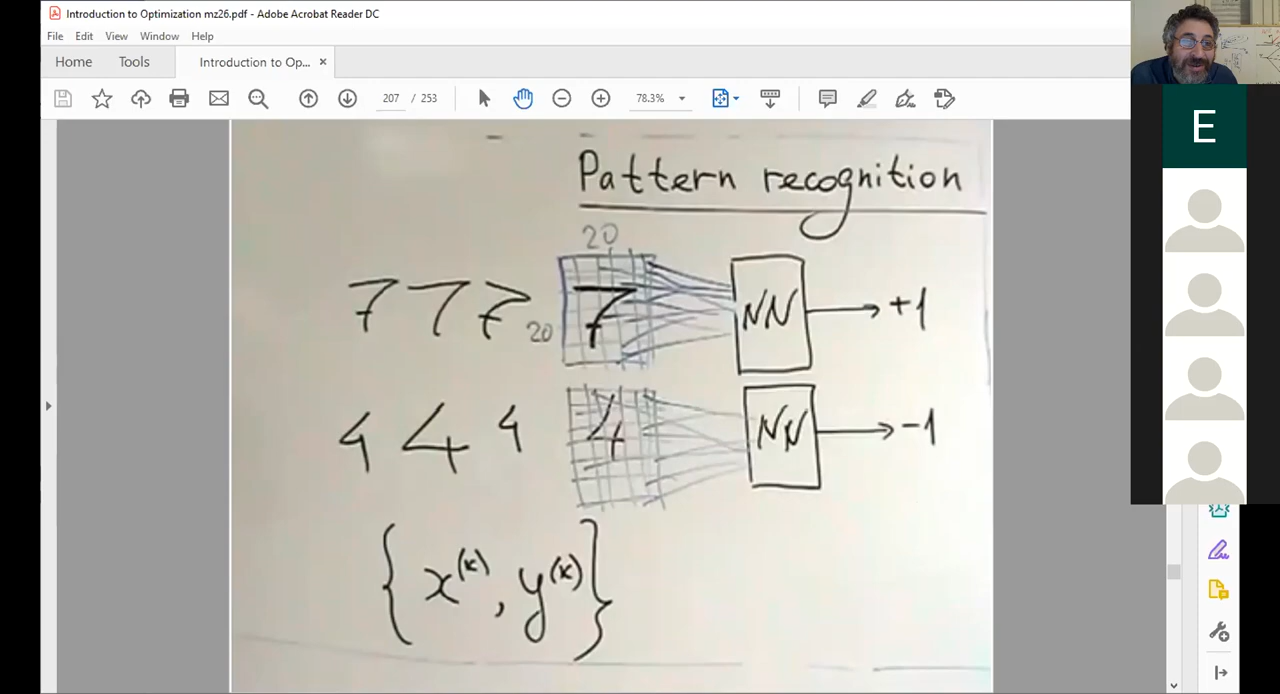 Introduction to Optimization mz26.pdf - Adobe Acrobat Reader DC
File Edit View Window Help
Home Tools Introduction to Op... ×
207 / 253 78.3%
E
Pattern recognition
20
7 7 7 20 7 NN +1
4 4 4 4 NN -1
{x^(k), y^(k)}